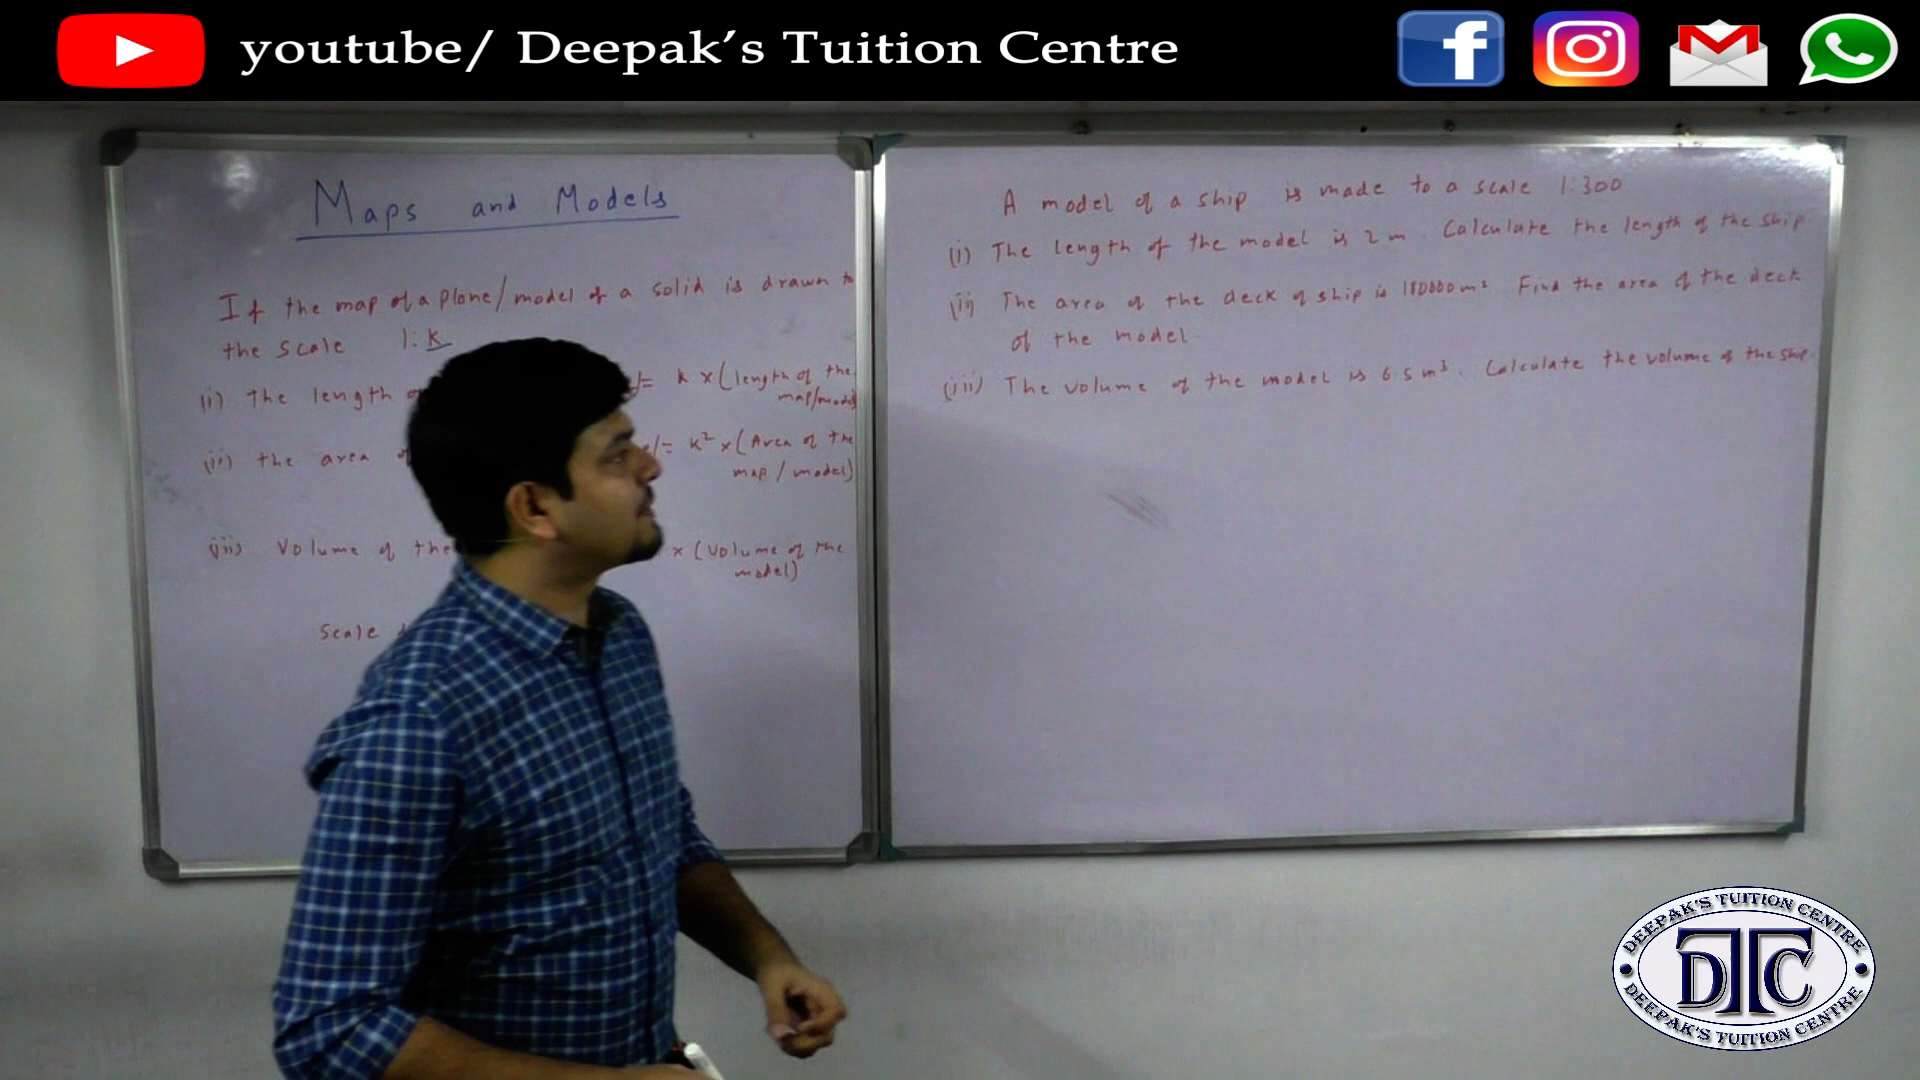 youtube/ Deepak's Tuition Centre
Maps and Models
If the map of a plane/model of a solid is drawn to
the scale 1:k
(i) The length = k x (length of the
map/model
(ii) the area = k² x (Area of the
map / model)
(iii) Volume of the x (Volume of the
model)
Scale
A model of a ship is made to a scale 1:300
(i) The length of the model is 2m. Calculate the length of the ship.
(ii) The area of the deck of ship is 180000m² Find the area of the deck
of the model.
(iii) The volume of the model is 6.5m³. Calculate the volume of the ship.
DEEPAK'S TUITION CENTRE
DTC
DEEPAK'S TUITION CENTRE